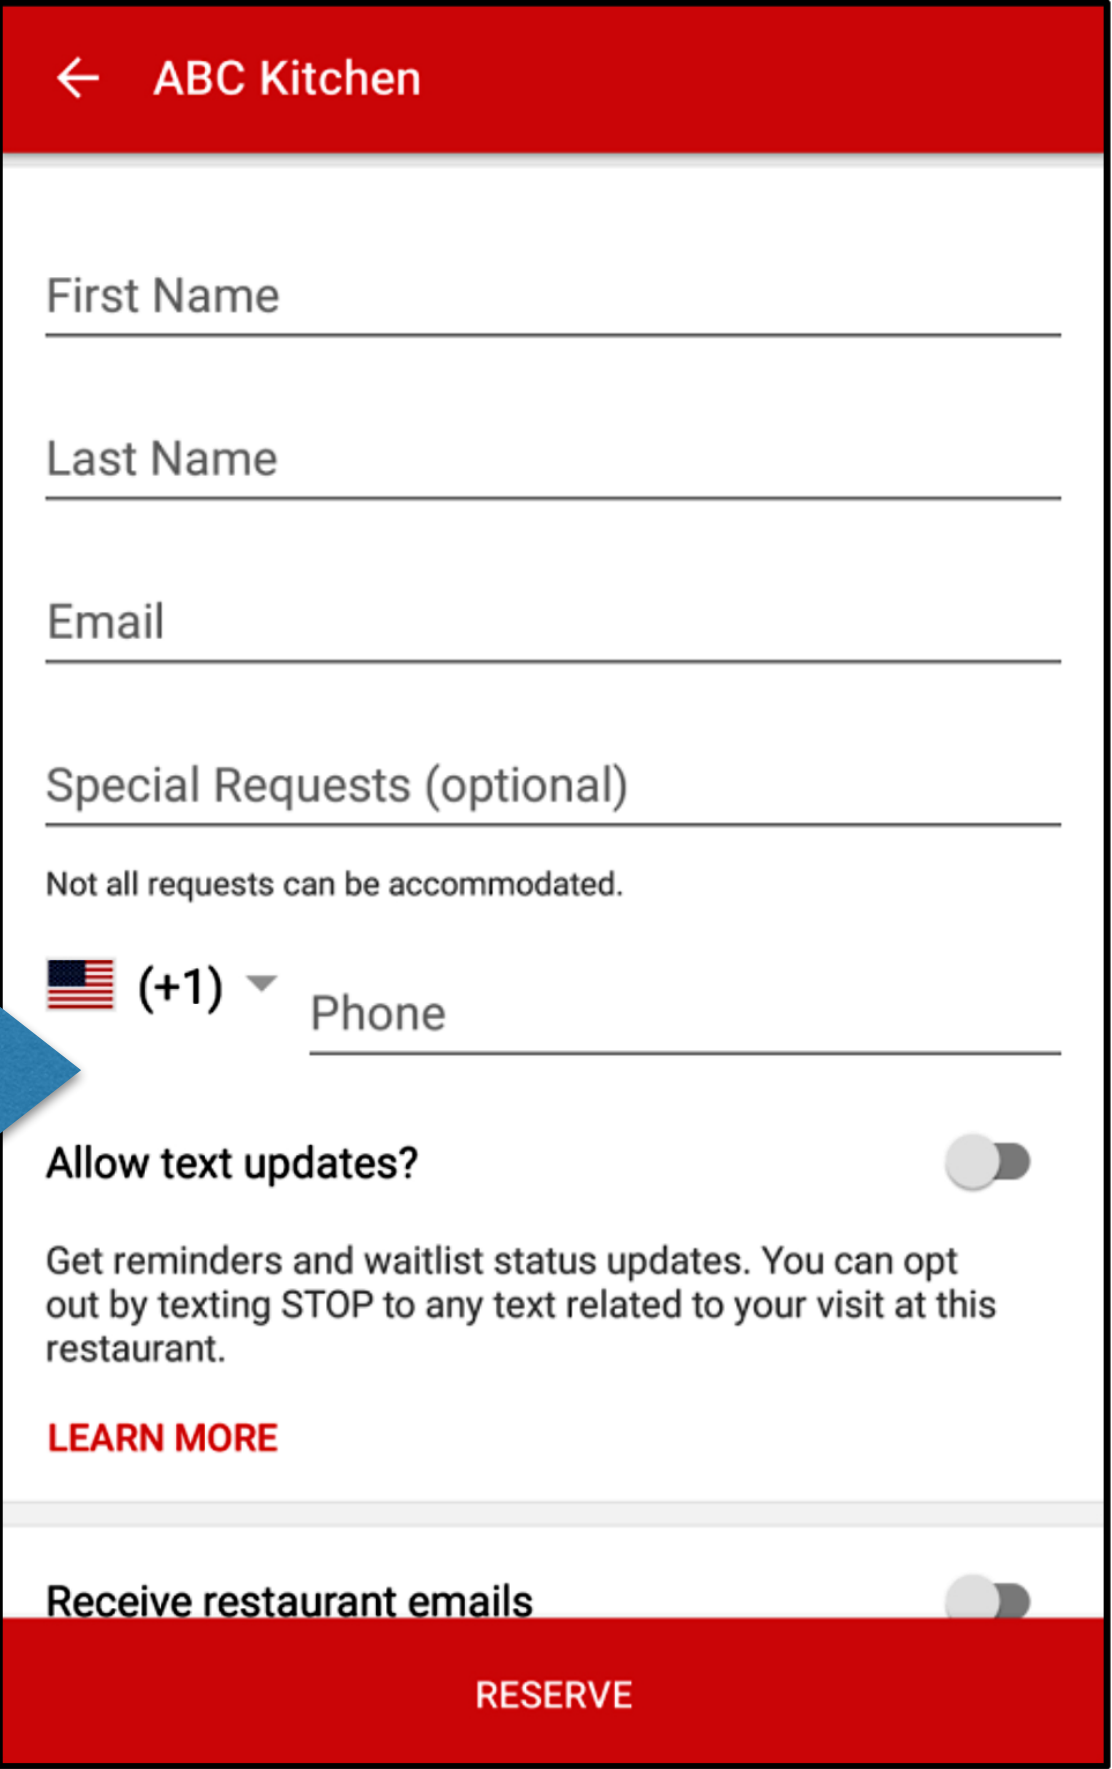 ABC Kitchen
First Name
Last Name
Email
Special Requests (optional)
Not all requests can be accommodated.
(+1)
Phone
Allow text updates?
Get reminders and waitlist status updates. You can opt
out by texting STOP to any text related to your visit at this
restaurant.
LEARN MORE
Receive restaurant emails
RESERVE